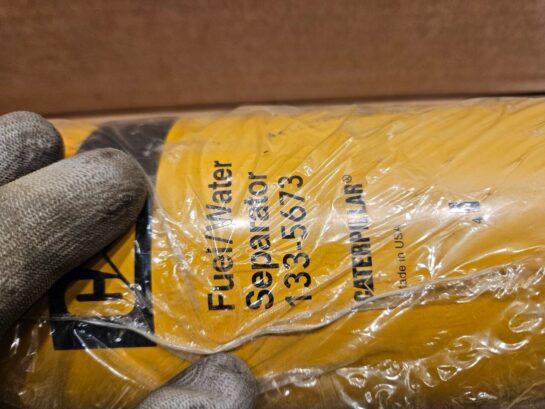 Fuel/Water
Separator
133-5673
CATERPILLAR®
Made in USA